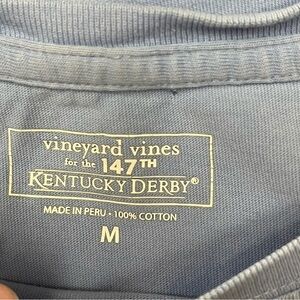 vineyard vines
for the 147TH
KENTUCKY DERBY®
MADE IN PERU · 100% COTTON
M